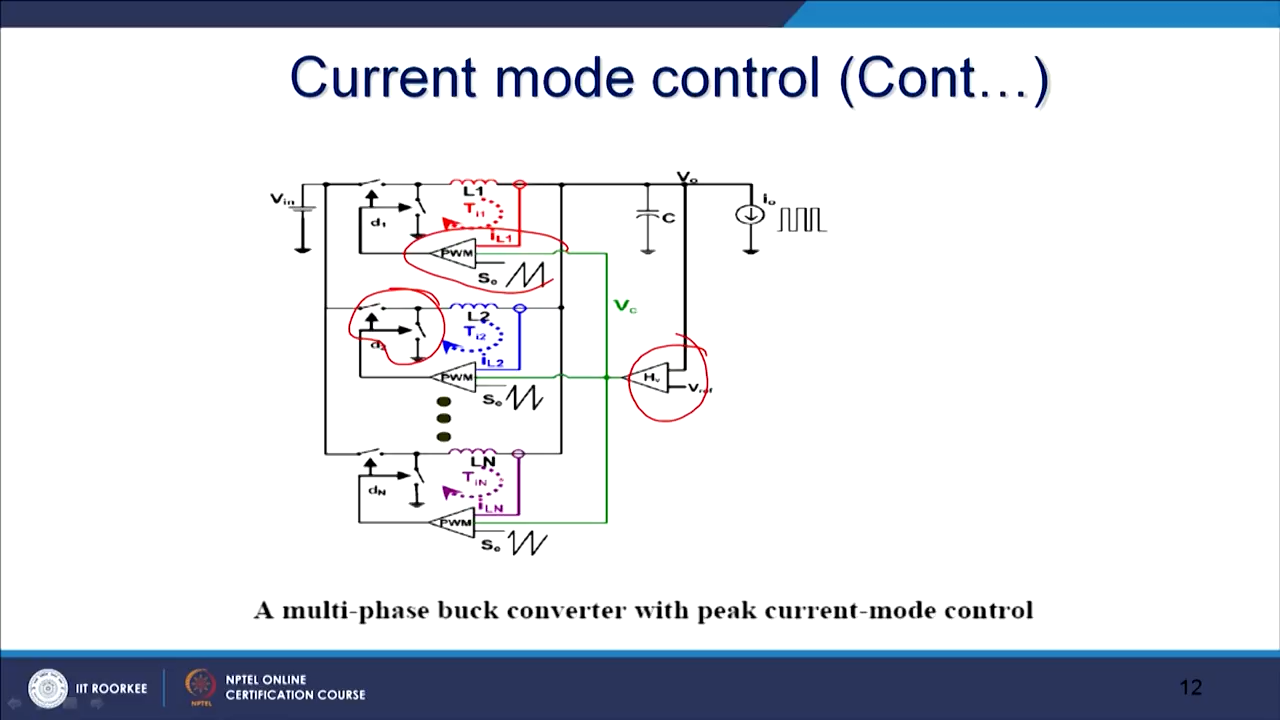 Current mode control (Cont…)
Vin
L1
Vo
io
d1
Ti1
C
iL1
PWM
Se
Vc
L2
d2
Ti2
iL2
PWM
Hv
Vref
Se
LN
dN
TiN
iLN
PWM
Se
A multi-phase buck converter with peak current-mode control
IIT ROORKEE
NPTEL ONLINE
CERTIFICATION COURSE
NPTEL
12